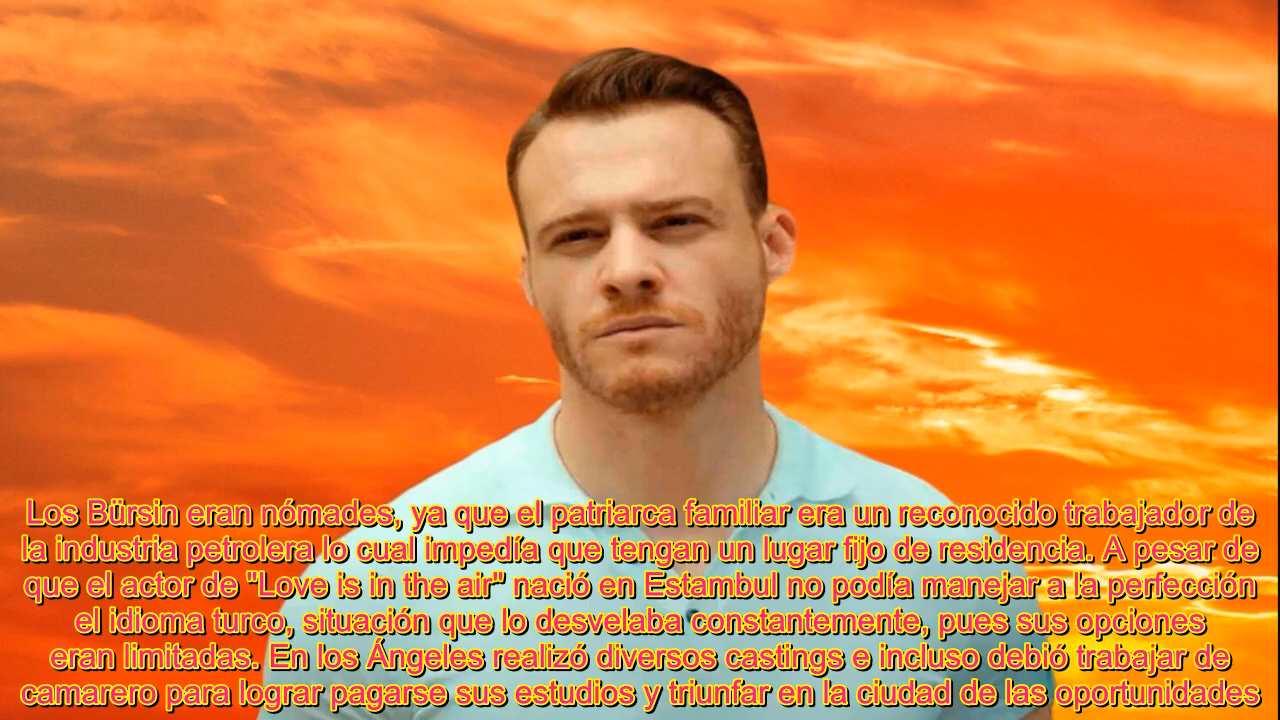 Los Bürsin eran nómades, ya que el patriarca familiar era un reconocido trabajador de
la industria petrolera lo cual impedía que tengan un lugar fijo de residencia. A pesar de
que el actor de "Love is in the air" nació en Estambul no podía manejar a la perfección
el idioma turco, situación que lo desvelaba constantemente, pues sus opciones
eran limitadas. En los Ángeles realizó diversos castings e incluso debió trabajar de
camarero para lograr pagarse sus estudios y triunfar en la ciudad de las oportunidades